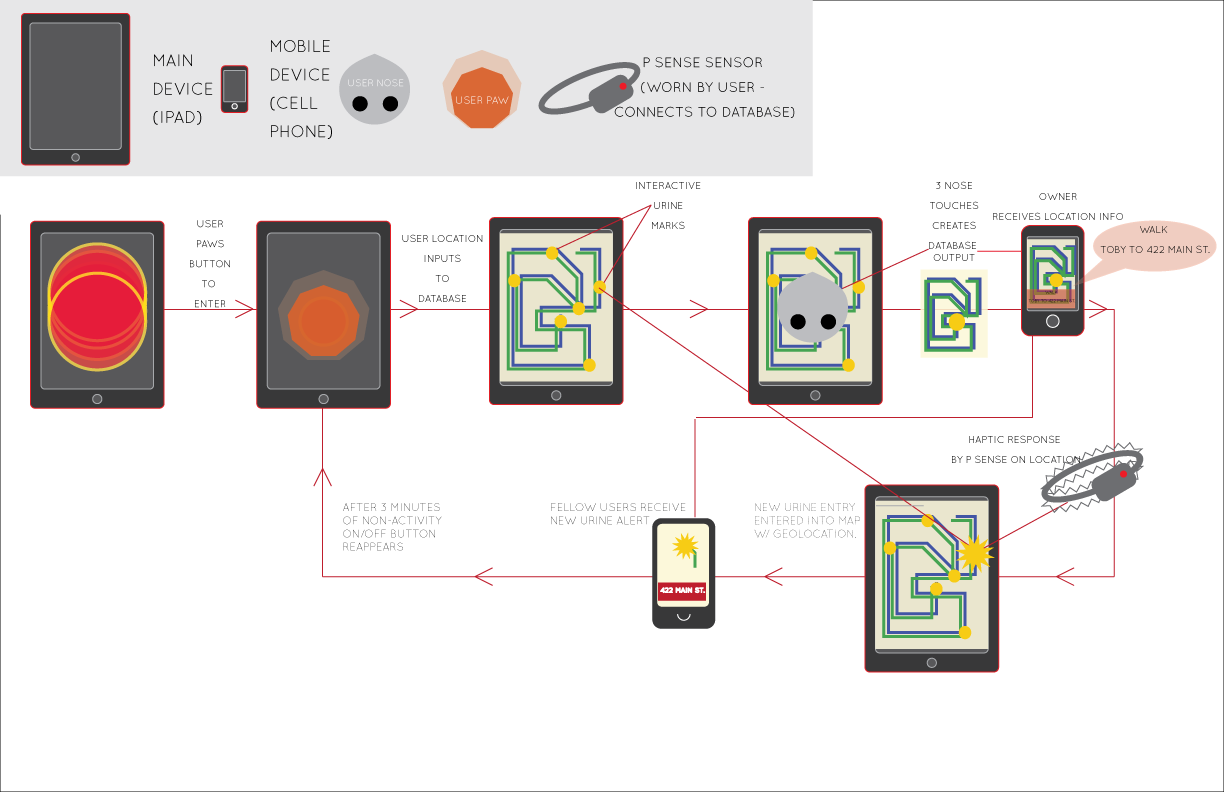 MAIN
DEVICE
(IPAD)
MOBILE
DEVICE
(CELL
PHONE)
USER NOSE
USER PAW
P SENSE SENSOR
(WORN BY USER -
CONNECTS TO DATABASE)
USER
PAWS
BUTTON
TO
ENTER
USER LOCATION
INPUTS
TO
DATABASE
INTERACTIVE
URINE
MARKS
3 NOSE
TOUCHES
CREATES
DATABASE
OUTPUT
OWNER
RECEIVES LOCATION INFO
WALK
TOBY TO 422 MAIN ST.
HAPTIC RESPONSE
BY P SENSE ON LOCATION
NEW URINE ENTRY
ENTERED INTO MAP
W/ GEOLOCATION.
FELLOW USERS RECEIVE
NEW URINE ALERT
422 MAIN ST.
AFTER 3 MINUTES
OF NON-ACTIVITY
ON/OFF BUTTON
REAPPEARS